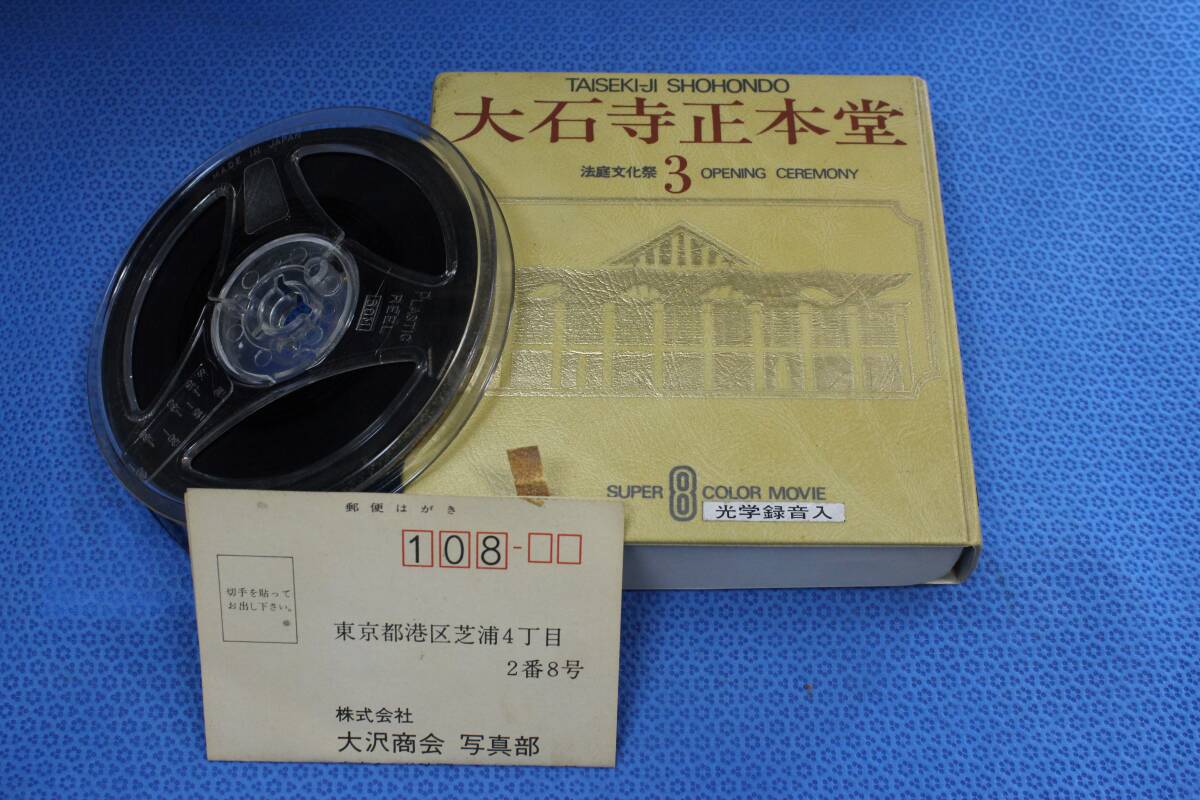 TAISEKI-JI SHOHONDO
大石寺正本堂
法庭文化祭 3 OPENING CEREMONY
SUPER 8 COLOR MOVIE
光学録音入
MADE IN JAPAN
PLASTIC
REEL
郵便はがき
108-
切手を貼って
お出し下さい。
東京都港区芝浦4丁目
2番8号
株式会社
大沢商会 写真部